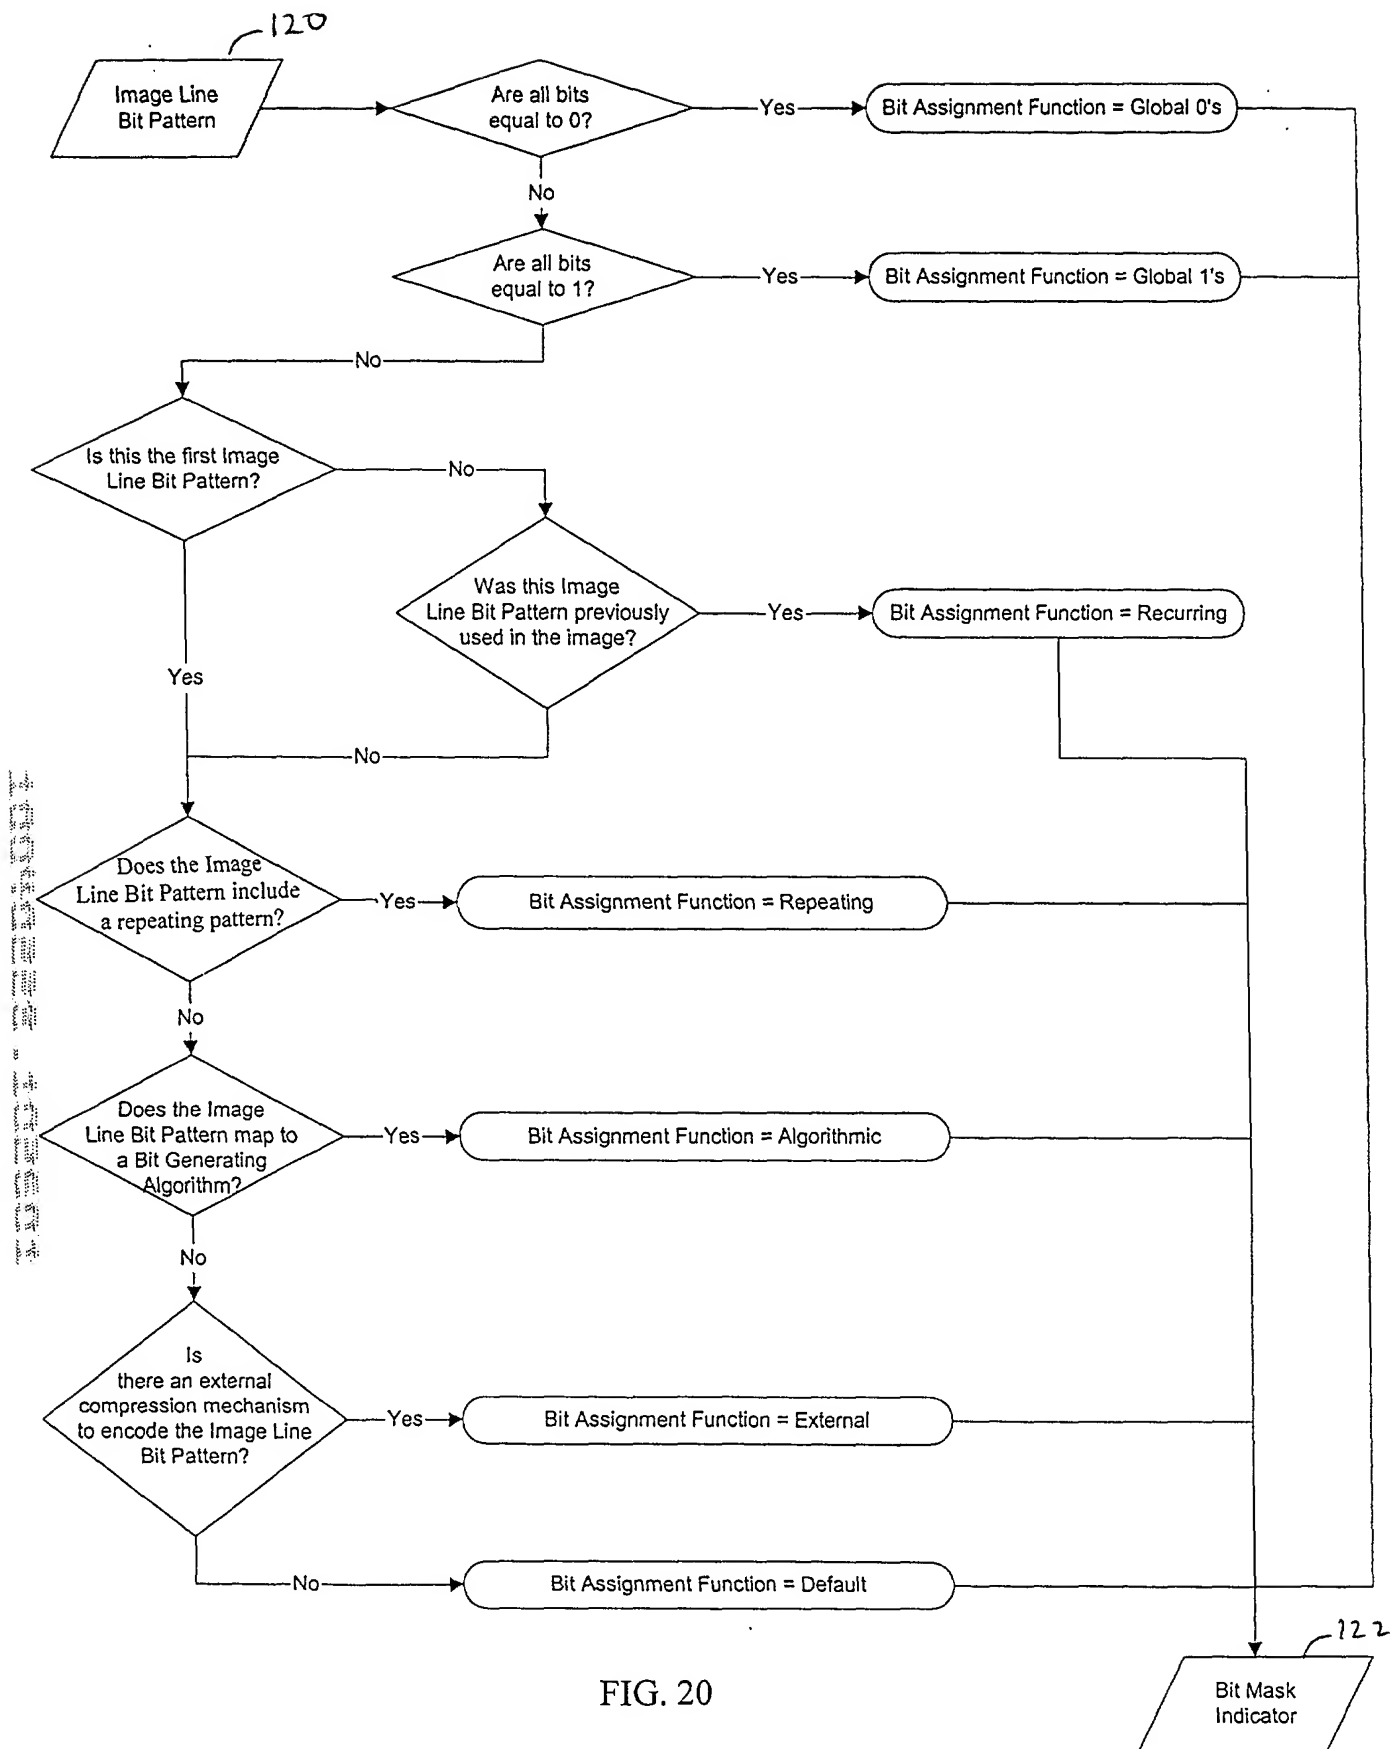 120
Image Line
Bit Pattern
Are all bits
equal to 0?
Yes
Bit Assignment Function = Global 0's
No
Are all bits
equal to 1?
Yes
Bit Assignment Function = Global 1's
No
Is this the first Image
Line Bit Pattern?
No
Was this Image
Line Bit Pattern previously
used in the image?
Yes
Bit Assignment Function = Recurring
Yes
No
Does the Image
Line Bit Pattern include
a repeating pattern?
Yes
Bit Assignment Function = Repeating
No
Does the Image
Line Bit Pattern map to
a Bit Generating
Algorithm?
Yes
Bit Assignment Function = Algorithmic
No
Is
there an external
compression mechanism
to encode the Image Line
Bit Pattern?
Yes
Bit Assignment Function = External
No
Bit Assignment Function = Default
122
Bit Mask
Indicator
FIG. 20